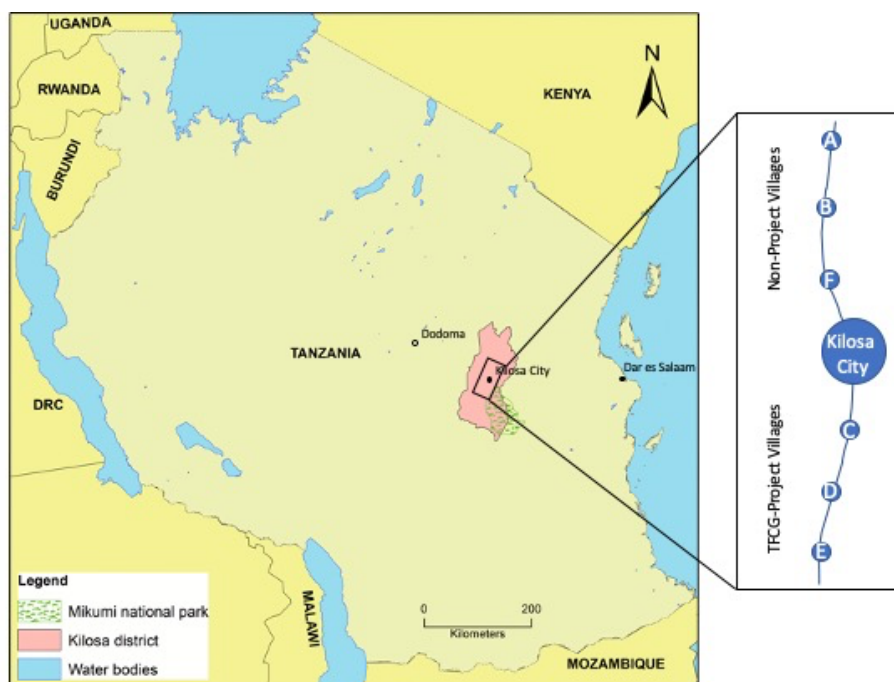 UGANDA
RWANDA
BURUNDI
KENYA
N
TANZANIA
Dodoma
Kilosa City
Dar es Salaam
DRC
MALAWI
MOZAMBIQUE
0 200
Kilometers
Legend
Mikumi national park
Kilosa district
Water bodies
Non-Project Villages
TFCG-Project Villages
A
B
F
Kilosa
City
C
D
E